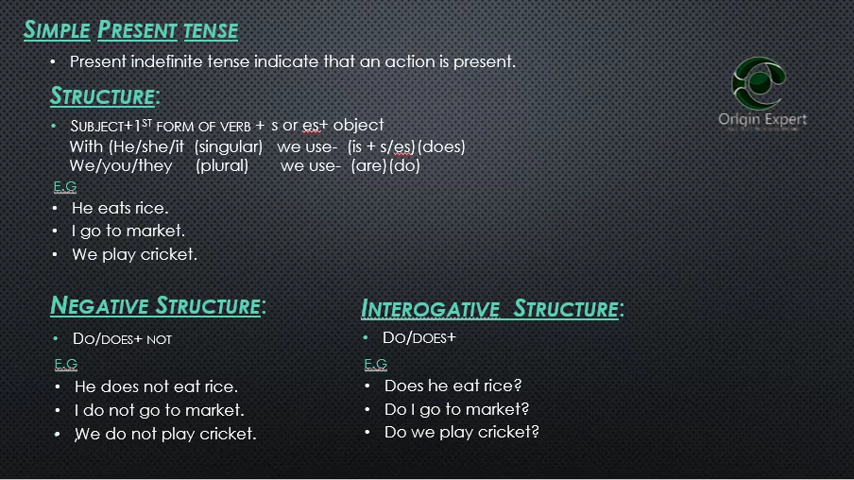 SIMPLE PRESENT TENSE
• Present indefinite tense indicate that an action is present.
STRUCTURE:
• SUBJECT+1ST FORM OF VERB + s or es+ object
With (He/she/it (singular) we use- (is + s/es)(does)
We/you/they (plural) we use- (are)(do)
E.G
• He eats rice.
• I go to market.
• We play cricket.
NEGATIVE STRUCTURE:
• DO/DOES+ NOT
E.G
• He does not eat rice.
• I do not go to market.
• We do not play cricket.
INTEROGATIVE STRUCTURE:
• DO/DOES+
E.G
• Does he eat rice?
• Do I go to market?
• Do we play cricket?
Origin Expert